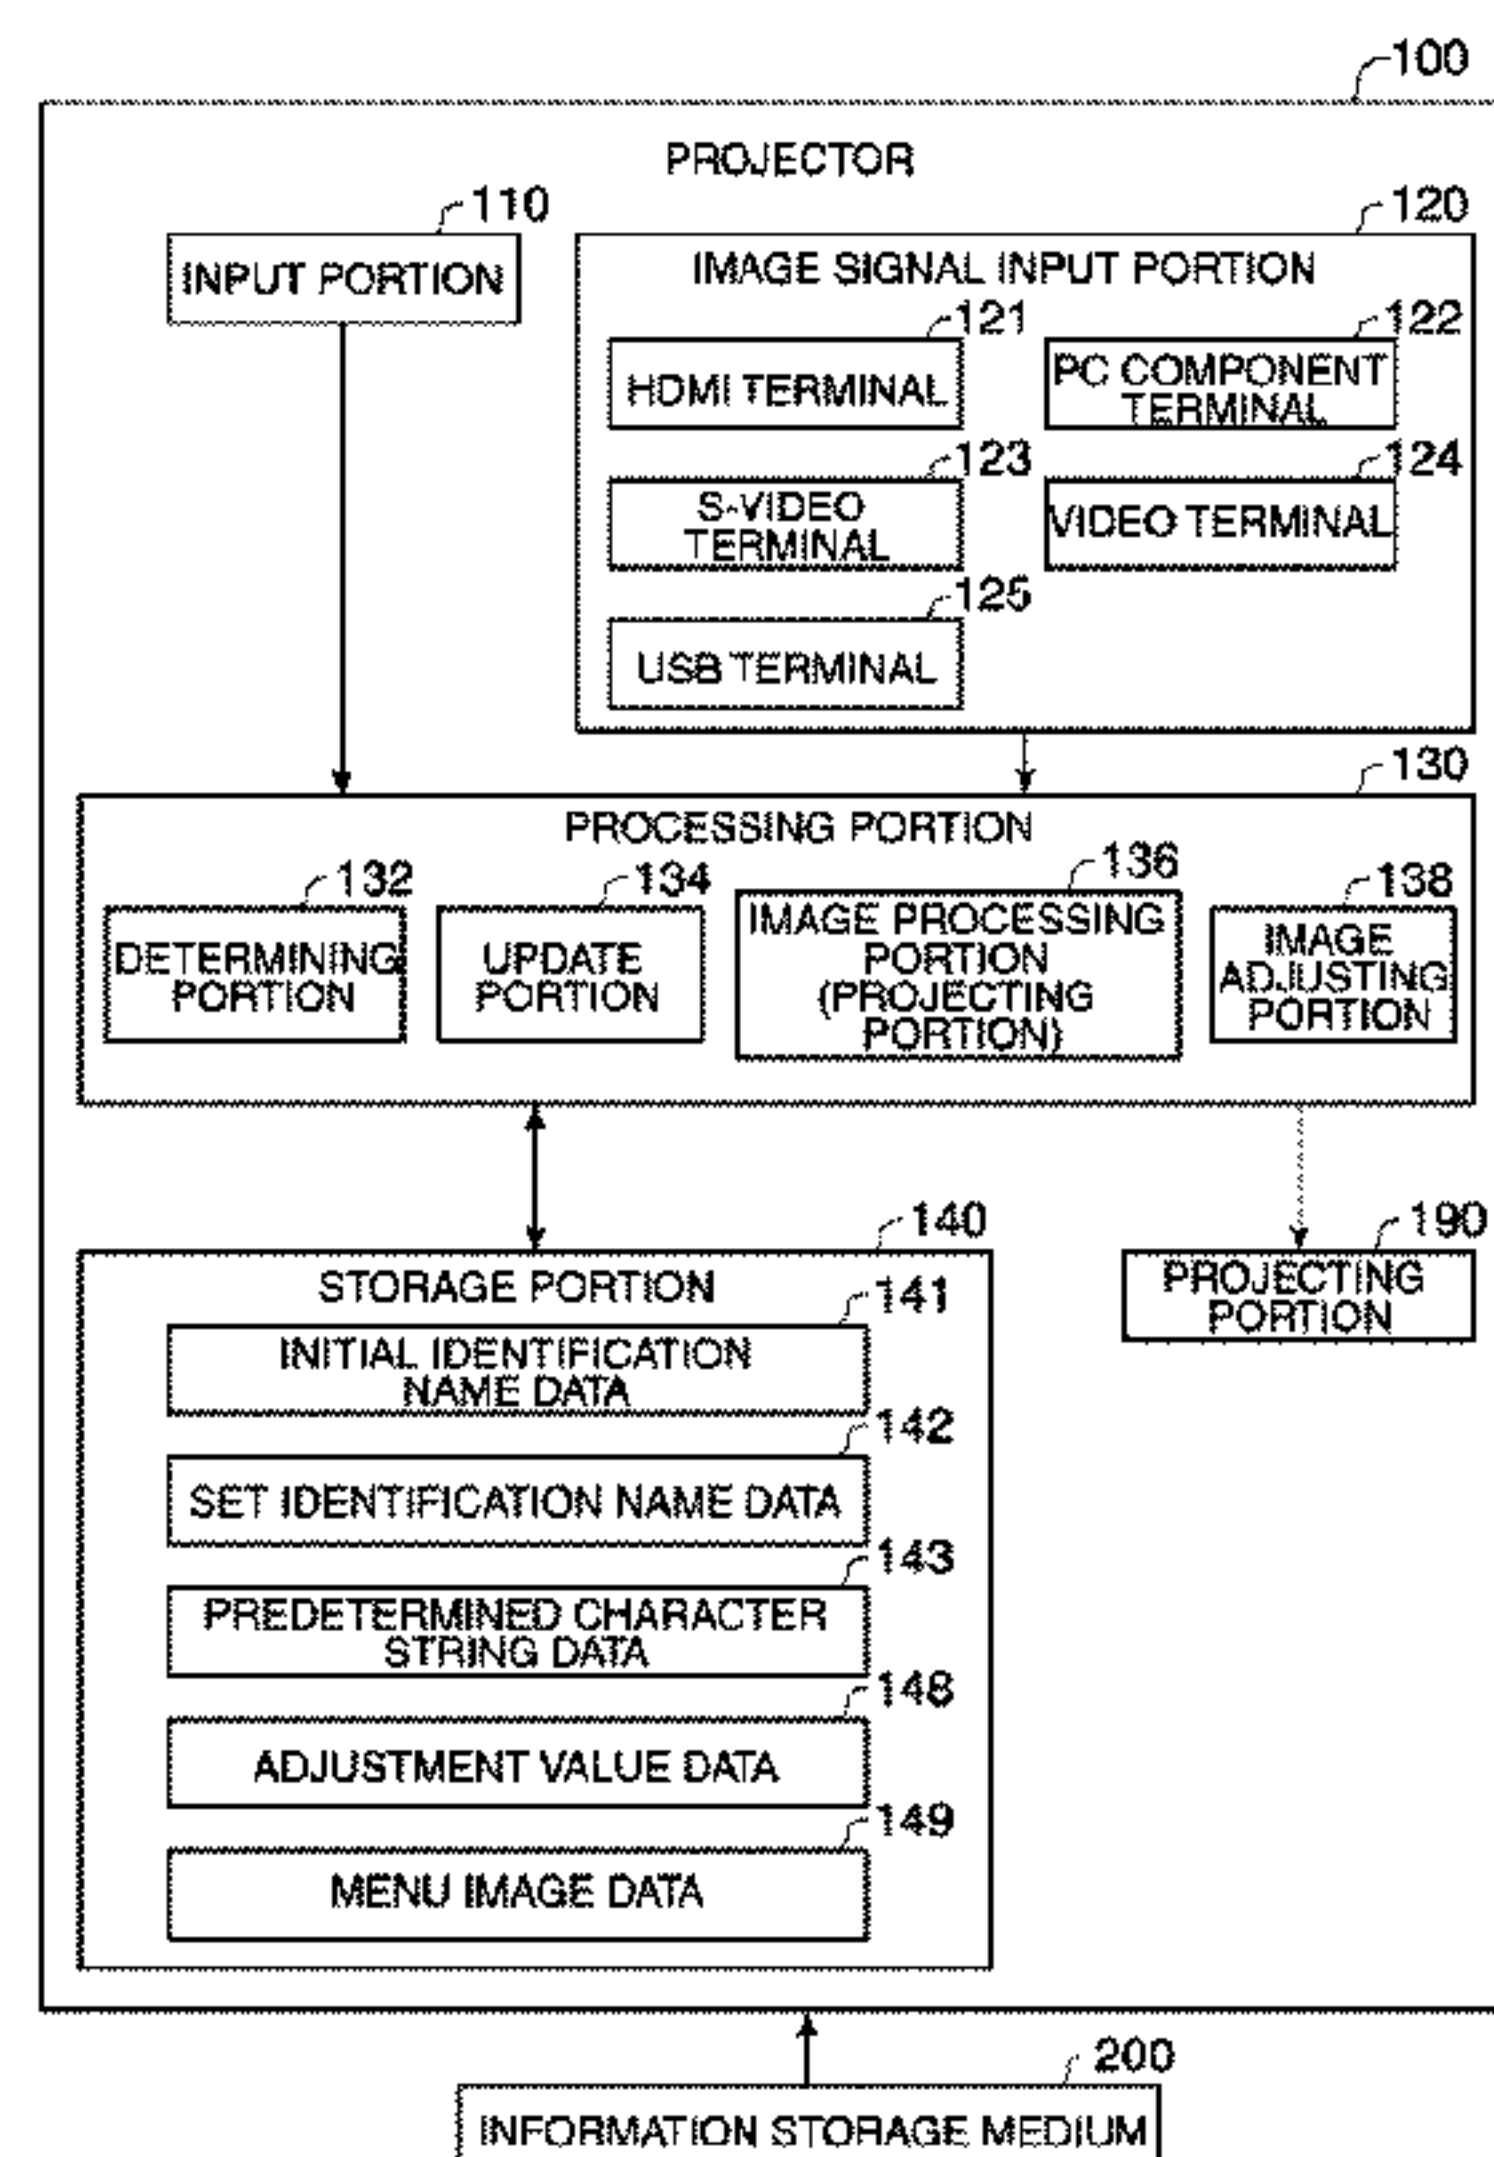 100
PROJECTOR
110
INPUT PORTION
120
IMAGE SIGNAL INPUT PORTION
121
HDMI TERMINAL
122
PC COMPONENT
TERMINAL
123
S-VIDEO
TERMINAL
124
VIDEO TERMINAL
125
USB TERMINAL
130
PROCESSING PORTION
132
DETERMINING
PORTION
134
UPDATE
PORTION
136
IMAGE PROCESSING
PORTION
(PROJECTING
PORTION)
138
IMAGE
ADJUSTING
PORTION
140
STORAGE PORTION
141
INITIAL IDENTIFICATION
NAME DATA
142
SET IDENTIFICATION NAME DATA
143
PREDETERMINED CHARACTER
STRING DATA
148
ADJUSTMENT VALUE DATA
149
MENU IMAGE DATA
190
PROJECTING
PORTION
200
INFORMATION STORAGE MEDIUM